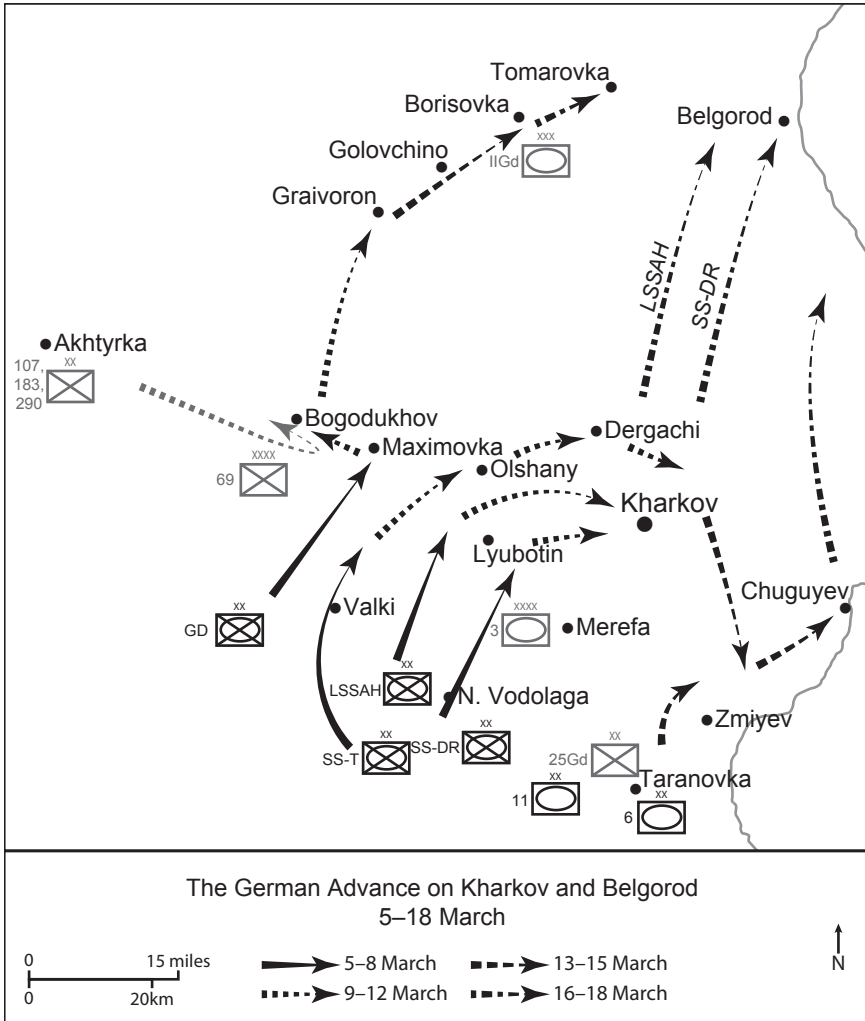 Tomarovka
Borisovka
Belgorod
xxx
IIGd
Golovchino
Graivoron
LSSAH
SS-DR
Akhtyrka
xx
107,
183,
290
Bogodukhov
Maximovka
Dergachi
xxxx
69
Olshany
Kharkov
Lyubotin
Chuguyev
Valki
xx
GD
xxxx
3
Merefa
xx
LSSAH
N. Vodolaga
Zmiyev
xx
SS-T
xx
SS-DR
xx
25Gd
Taranovka
xx
11
xx
6
The German Advance on Kharkov and Belgorod
5–18 March
0 15 miles
0 20km
5–8 March
13–15 March
9–12 March
16–18 March
N